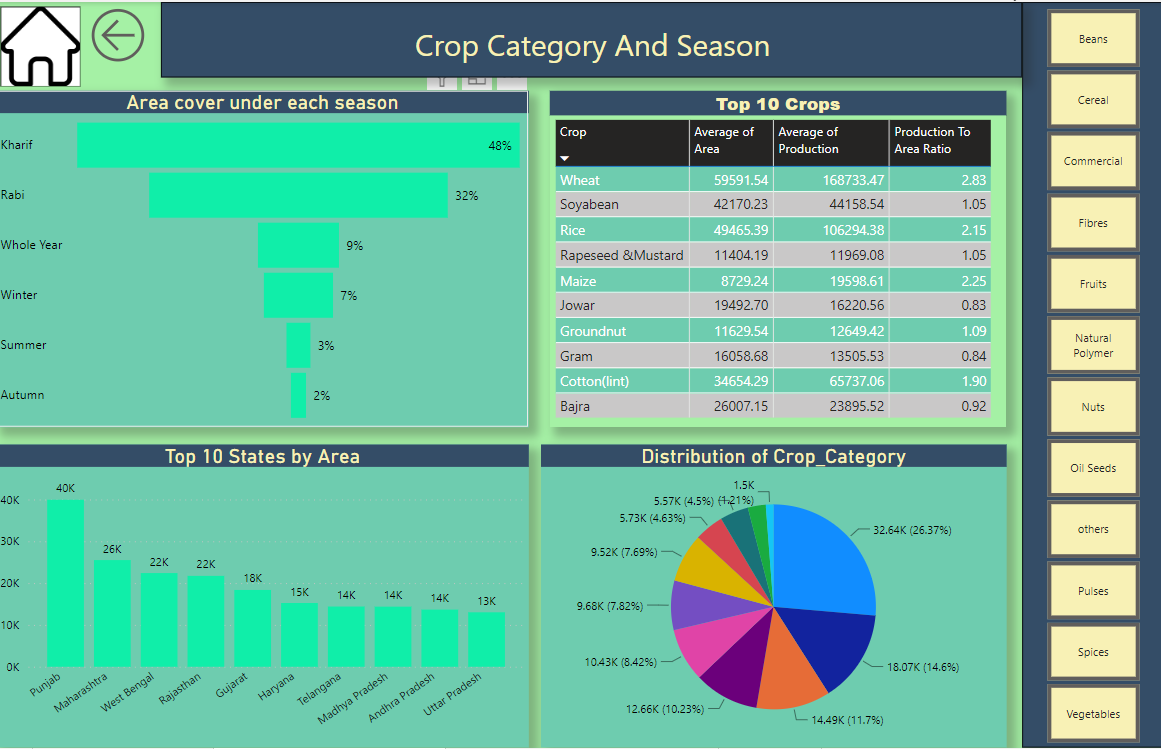 Crop Category And Season
Area cover under each season
Kharif 48%
Rabi 32%
Whole Year 9%
Winter 7%
Summer 3%
Autumn 2%
Top 10 Crops
Crop Average of Area Average of Production Production To Area Ratio
Wheat 59591.54 168733.47 2.83
Soyabean 42170.23 44158.54 1.05
Rice 49465.39 106294.38 2.15
Rapeseed &Mustard 11404.19 11969.08 1.05
Maize 8729.24 19598.61 2.25
Jowar 19492.70 16220.56 0.83
Groundnut 11629.54 12649.42 1.09
Gram 16058.68 13505.53 0.84
Cotton(lint) 34654.29 65737.06 1.90
Bajra 26007.15 23895.52 0.92
Top 10 States by Area
40K
30K
20K
10K
0K
40K 26K 22K 22K 18K 15K 14K 14K 14K 13K
Punjab Maharashtra West Bengal Rajasthan Gujarat Haryana Telangana Madhya Pradesh Andhra Pradesh Uttar Pradesh
Distribution of Crop_Category
1.5K
(1.21%)
5.57K (4.5%)
5.73K (4.63%)
9.52K (7.69%)
9.68K (7.82%)
10.43K (8.42%)
12.66K (10.23%)
14.49K (11.7%)
18.07K (14.6%)
32.64K (26.37%)
Beans
Cereal
Commercial
Fibres
Fruits
Natural
Polymer
Nuts
Oil Seeds
others
Pulses
Spices
Vegetables